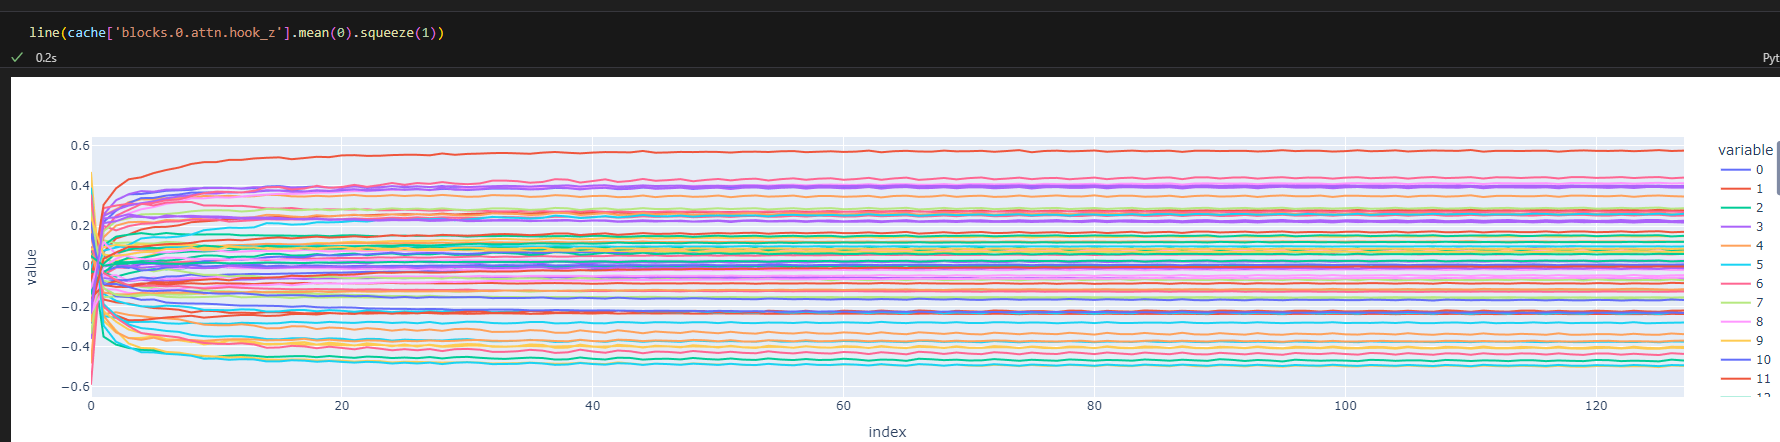 line(cache['blocks.0.attn.hook_z'].mean(0).squeeze(1))
0.2s
Pyt
variable
0.6
0.4
0.2
0
−0.2
−0.4
−0.6
value
0 20 40 60 80 100 120
index
0
1
2
3
4
5
6
7
8
9
10
11